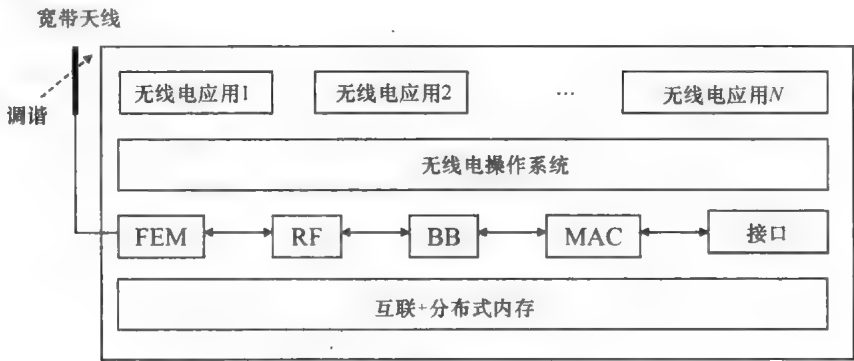 宽带天线
调谐
无线电应用1 无线电应用2 … 无线电应用N
无线电操作系统
FEM RF BB MAC 接口
互联+分布式内存